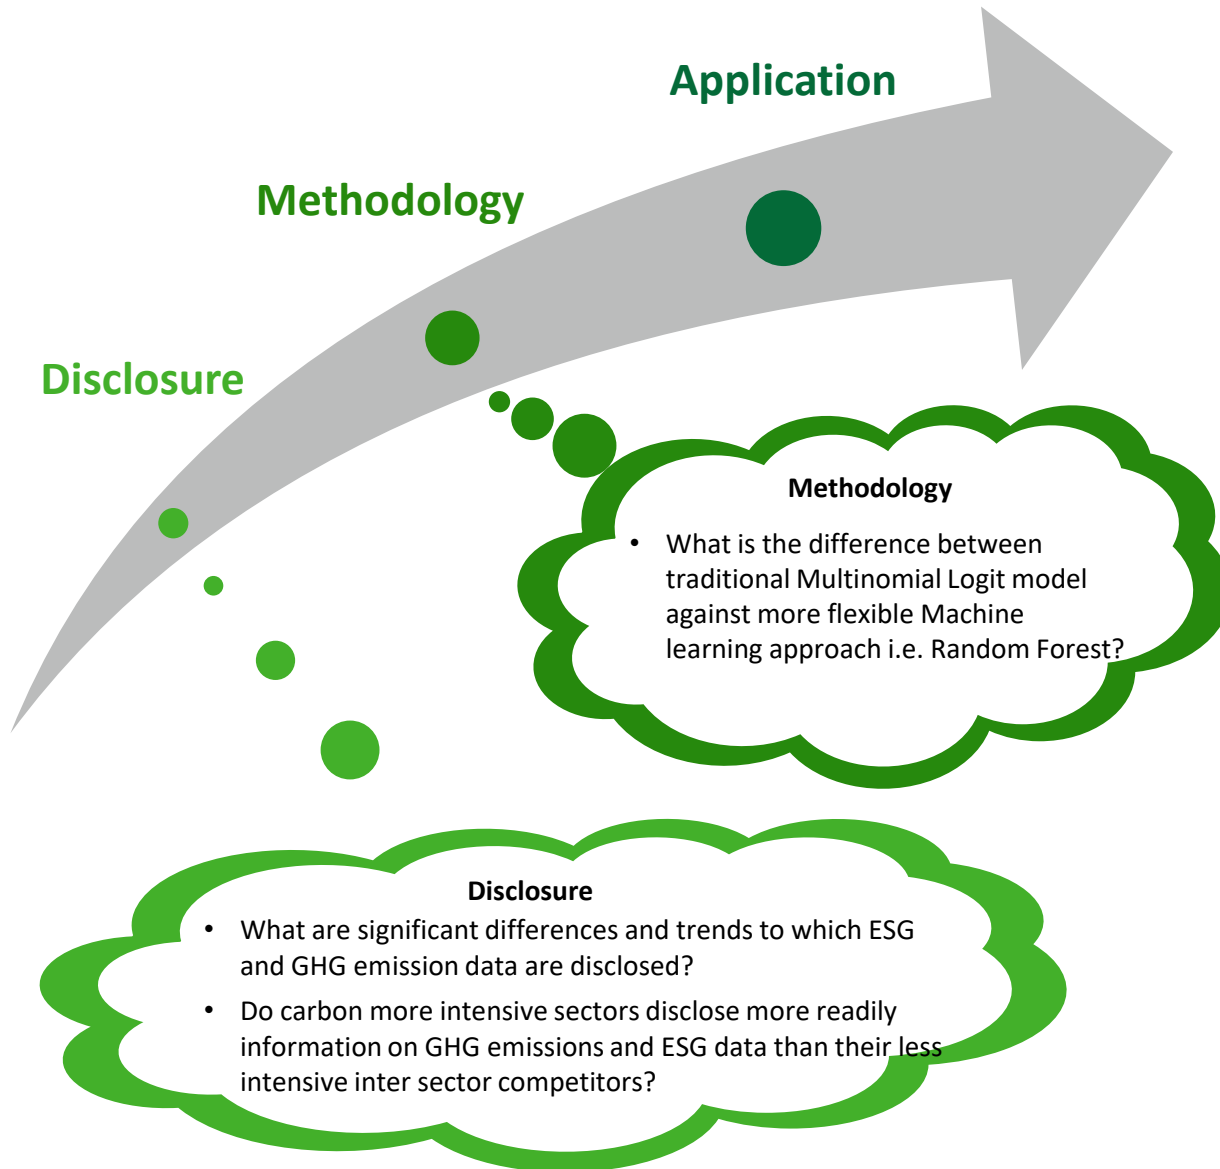 Application
Methodology
Disclosure
Methodology
• What is the difference between
traditional Multinomial Logit model
against more flexible Machine
learning approach i.e. Random Forest?
Disclosure
• What are significant differences and trends to which ESG
and GHG emission data are disclosed?
• Do carbon more intensive sectors disclose more readily
information on GHG emissions and ESG data than their less
intensive inter sector competitors?